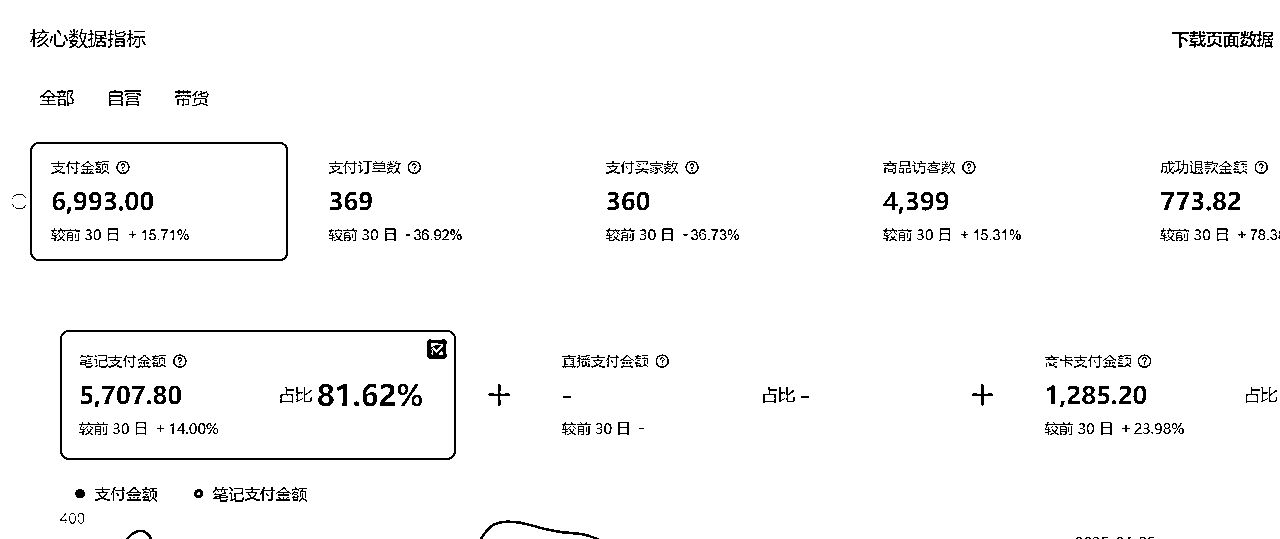 核心数据指标 下载页面数据
全部 自营 带货
支付金额 支付订单数 支付买家数 商品访客数 成功退款金额
6,993.00 369 360 4,399 773.82
较前 30 日 + 15.71% 较前 30 日 - 36.92% 较前 30 日 - 36.73% 较前 30 日 + 15.31% 较前 30 日 + 78.38
笔记支付金额 直播支付金额 商卡支付金额
5,707.80 占比 81.62% + - 占比 - + 1,285.20 占比
较前 30 日 + 14.00% 较前 30 日 - 较前 30 日 + 23.98%
支付金额 笔记支付金额
400